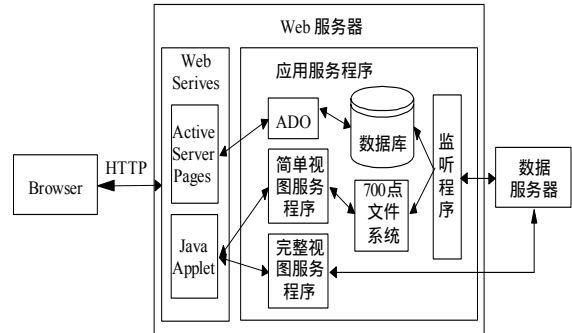 Web 服务器
Web
Serives
应用服务程序
Active
Server
Pages
ADO
数据库
监
听
程
序
HTTP
Browser
简单视
图服务
程序
700点
文件
系统
数据
服务器
Java
Applet
完整视
图服务
程序